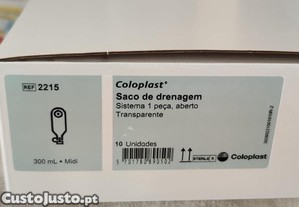 REF 2215
Coloplast
Saco de drenagem
Sistema 1 peça, aberto
Transparente
10 Unidades
300 mL • Midi
STERILE R
Coloplast
CustoJusto.pt